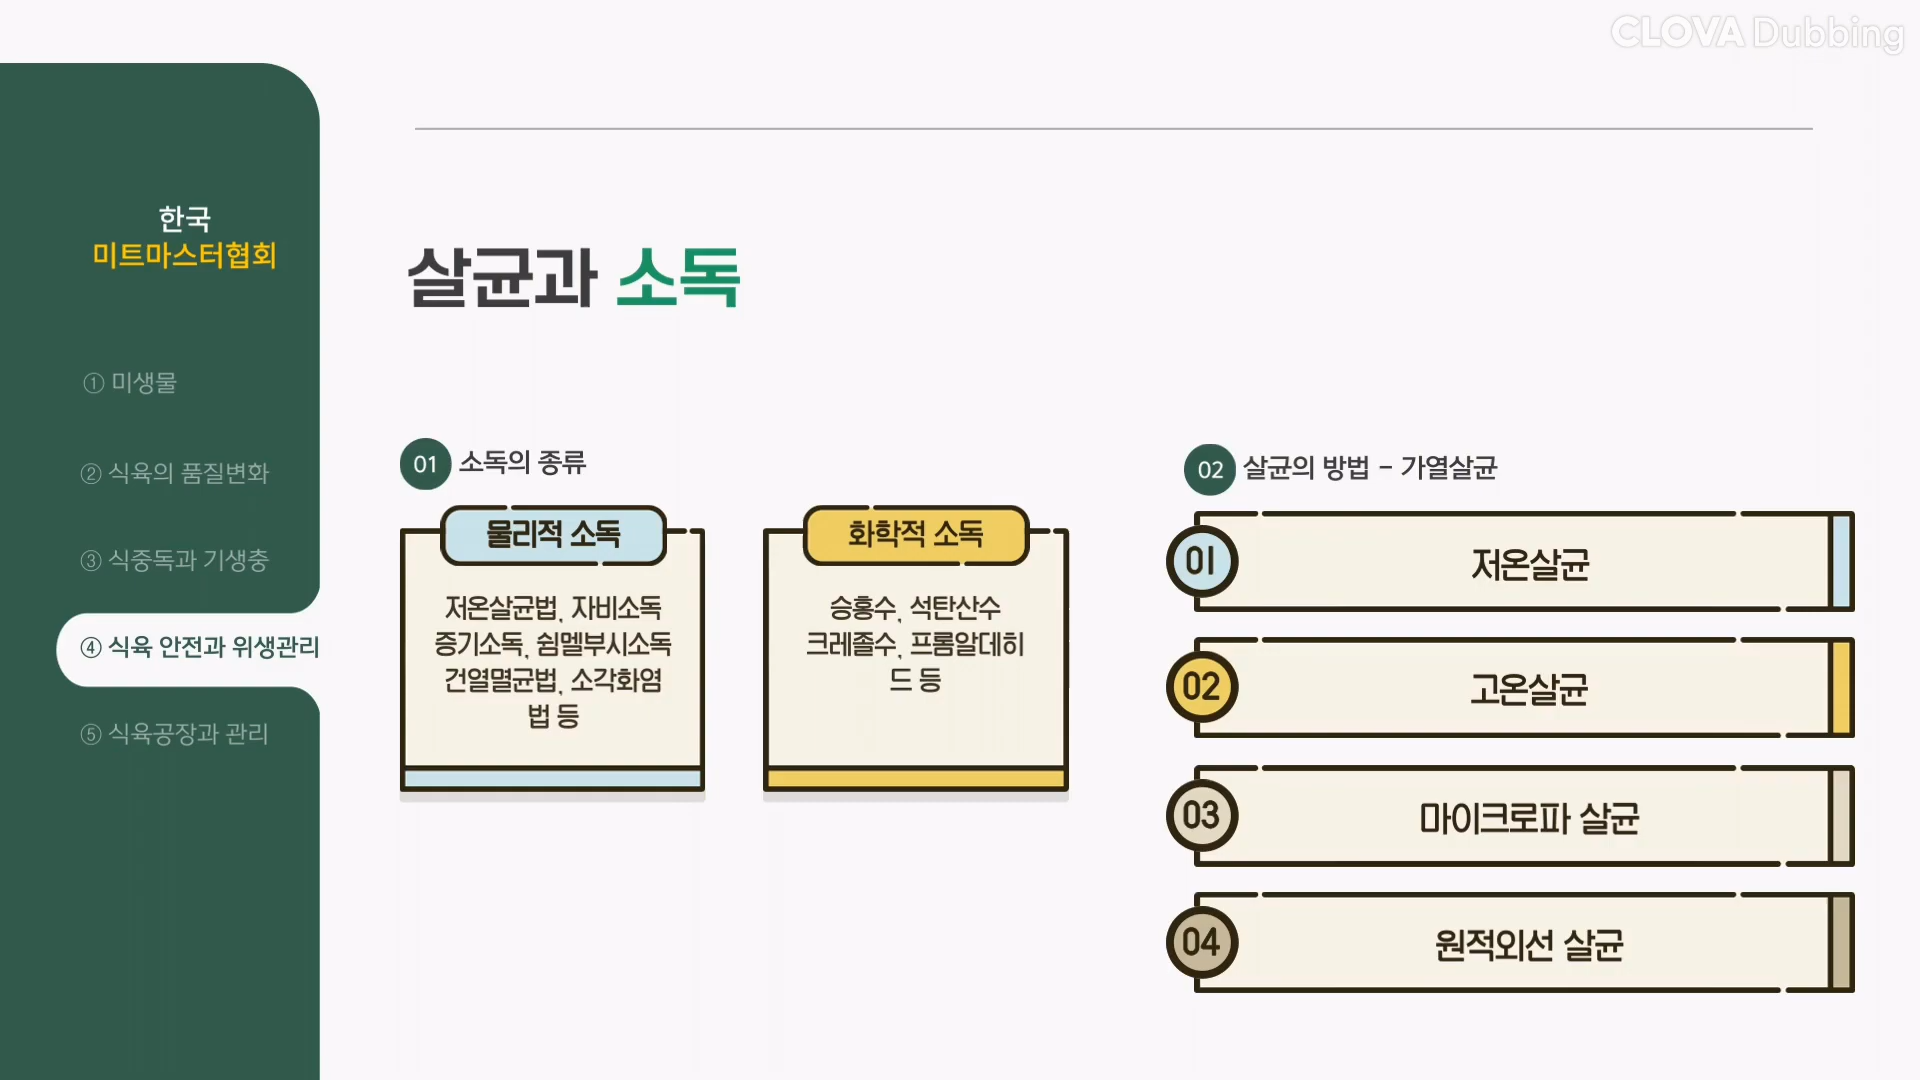 CLOVA Dubbing
한국
미트마스터협회
① 미생물
② 식육의 품질변화
③ 식중독과 기생충
④ 식육 안전과 위생관리
⑤ 식육공장과 관리
살균과 소독
01 소독의 종류
물리적 소독
저온살균법, 자비소독
증기소독, 쉼멜부시소독
건열멸균법, 소각화염
법 등
화학적 소독
승홍수, 석탄산수
크레졸수, 프롬알데히
드 등
02 살균의 방법 - 가열살균
01 저온살균
02 고온살균
03 마이크로파 살균
04 원적외선 살균